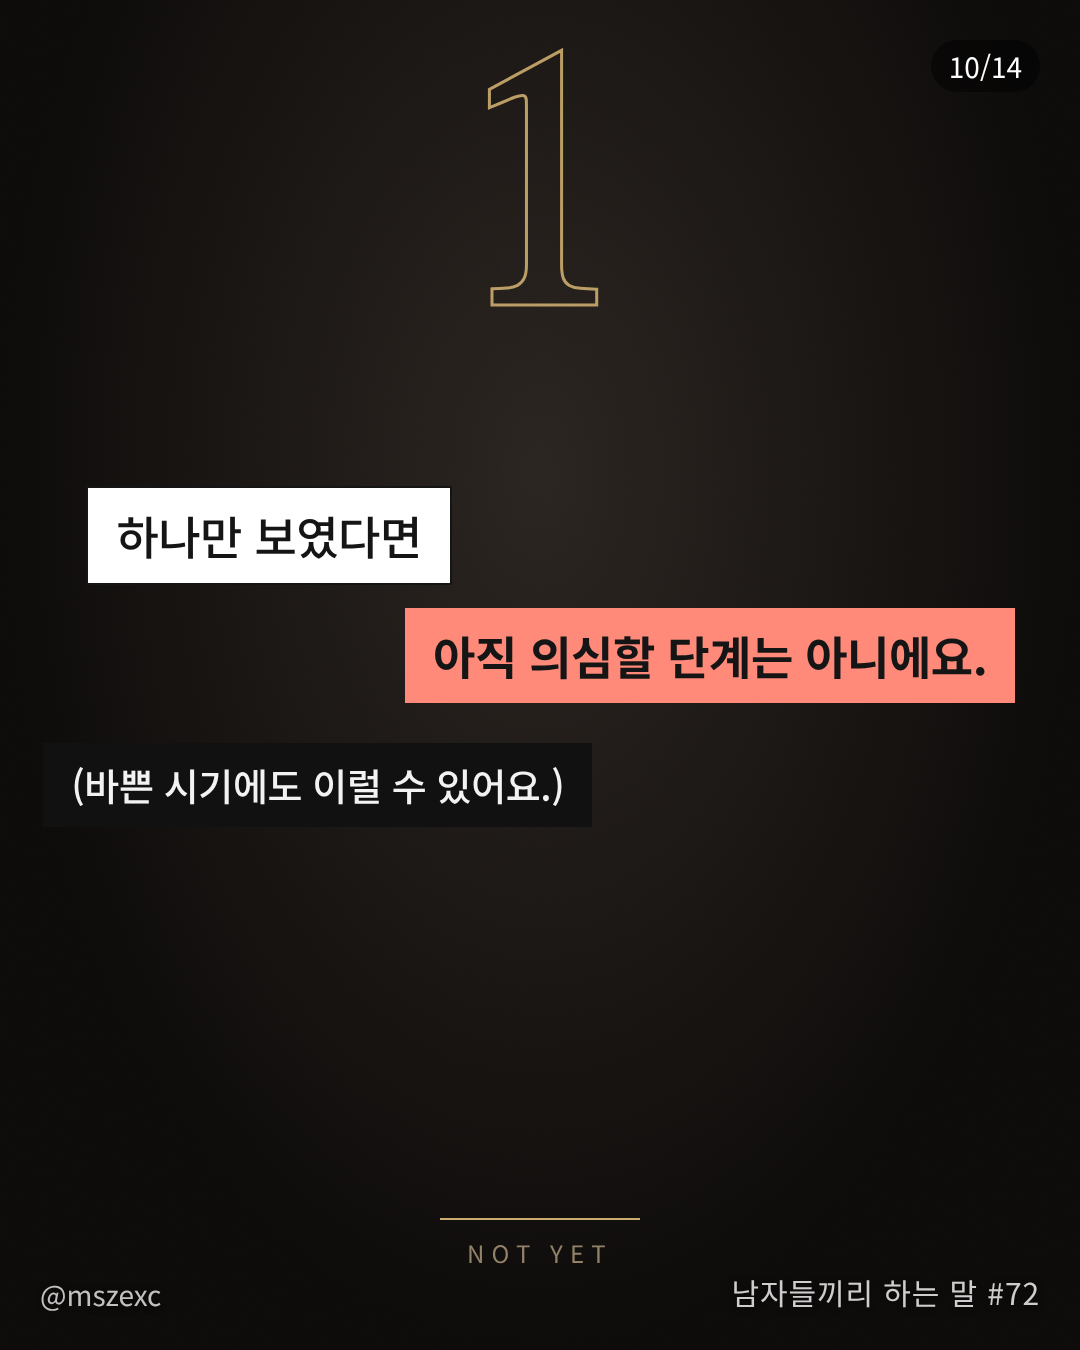 10/14
1
하나만 보였다면
아직 의심할 단계는 아니에요.
(바쁜 시기에도 이럴 수 있어요.)
NOT YET
@mszexc
남자들끼리 하는 말 #72